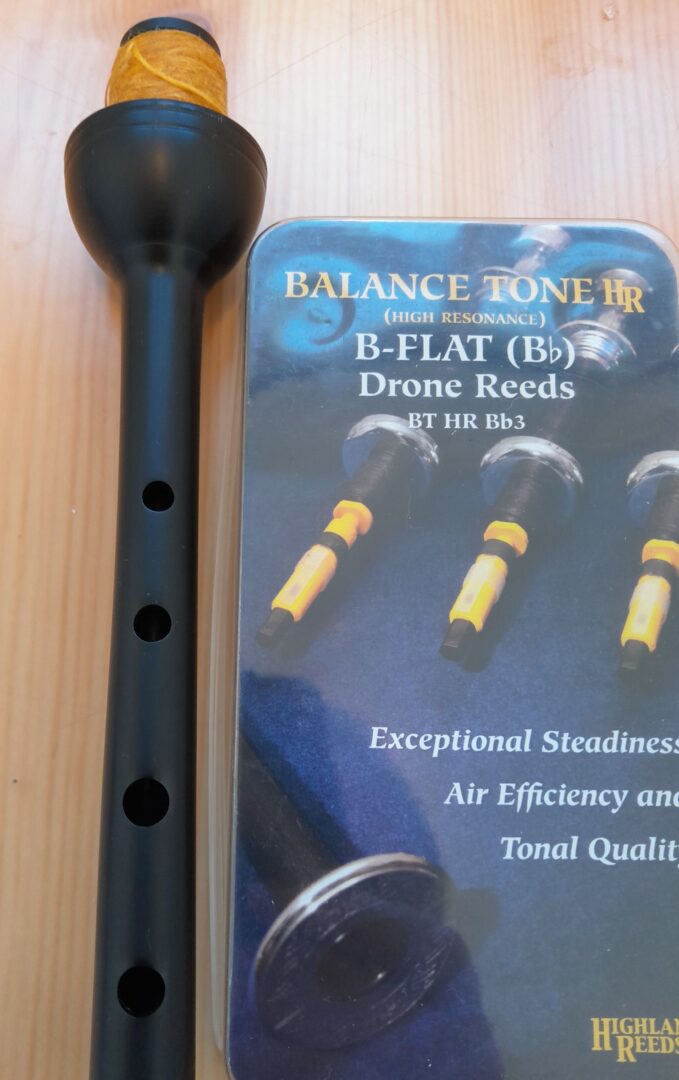 BALANCE TONE HR
(HIGH RESONANCE)
B-FLAT (B♭)
Drone Reeds
BT HR Bb3
Exceptional Steadiness
Air Efficiency and
Tonal Quality
HIGHLAN
REEDS